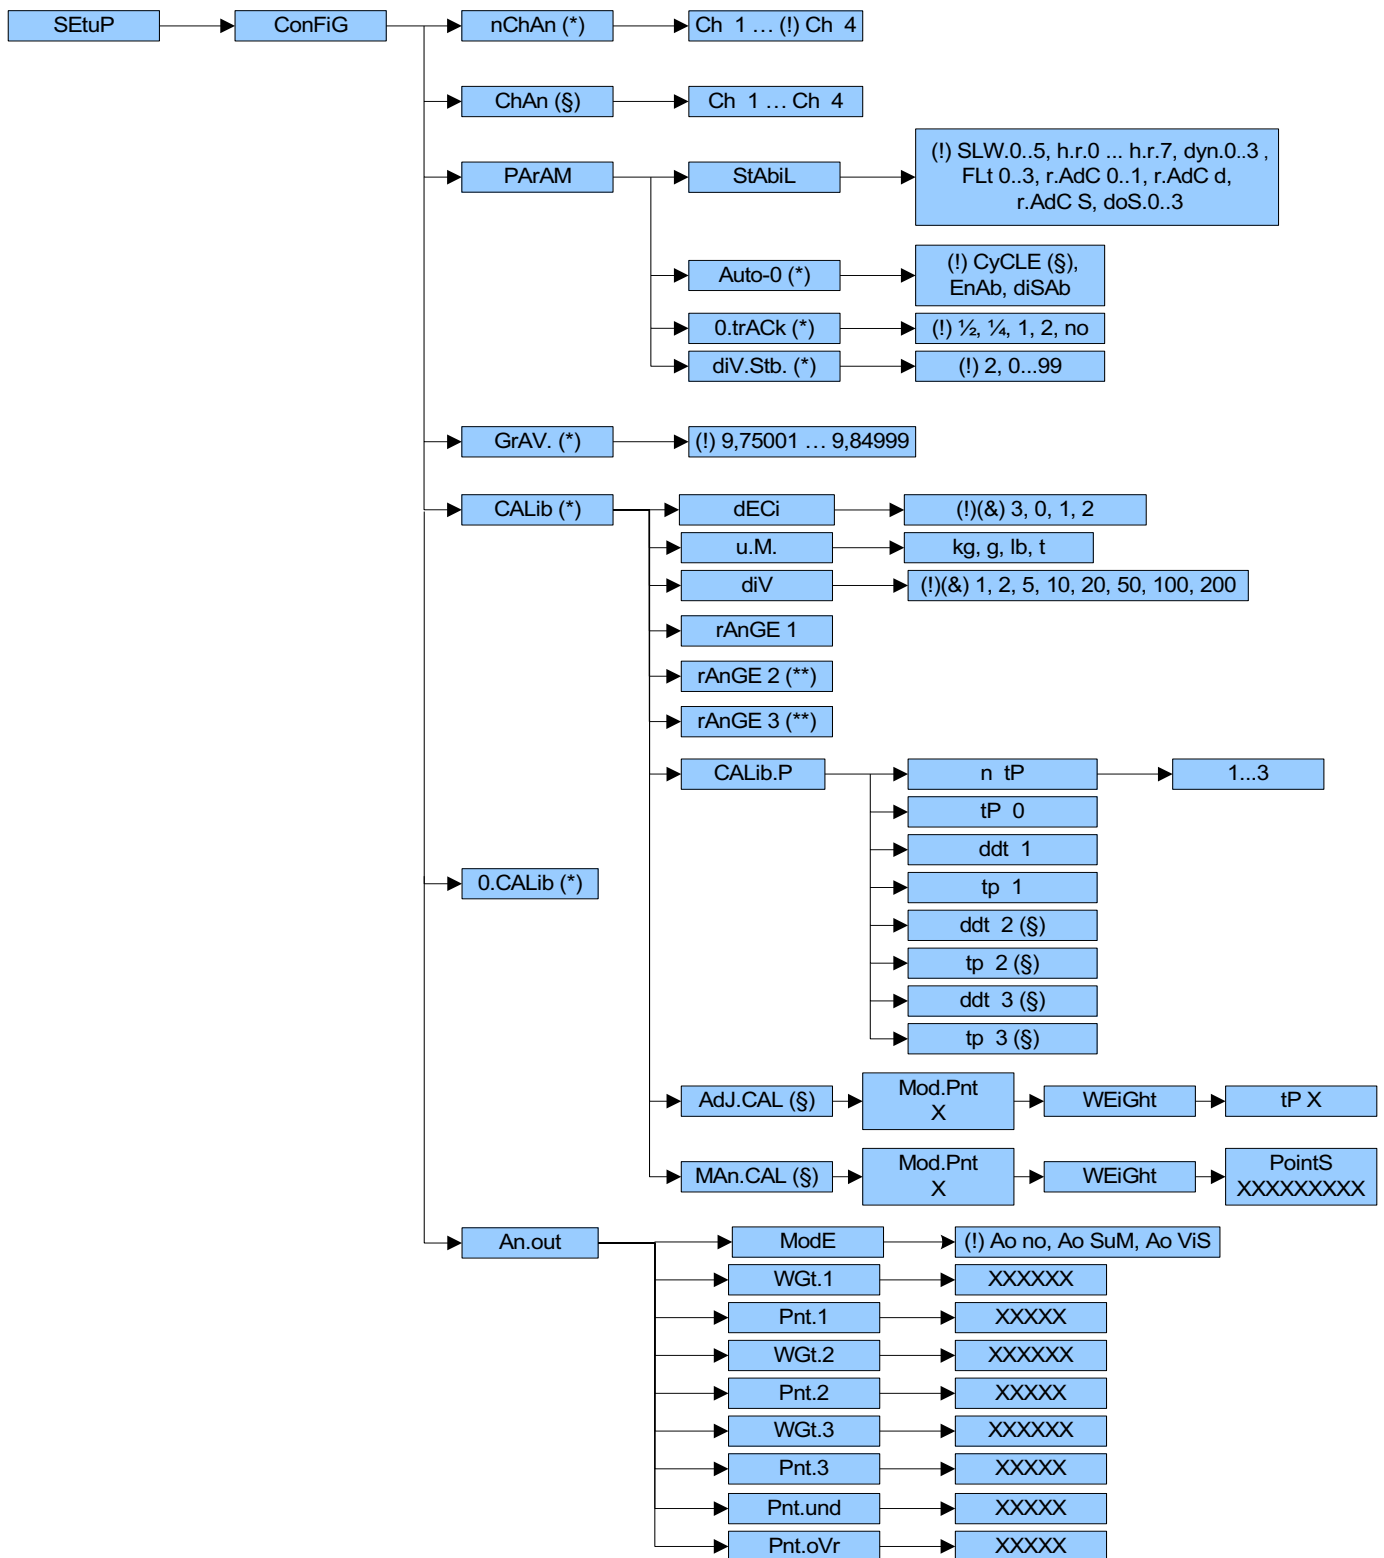 SEtuP
ConFiG
nChAn (*)
Ch 1 … (!) Ch 4
ChAn (§)
Ch 1 … Ch 4
PArAM
StAbiL
(!) SLW.0..5, h.r.0 ... h.r.7, dyn.0..3 ,
FLt 0..3, r.AdC 0..1, r.AdC d,
r.AdC S, doS.0..3
Auto-0 (*)
(!) CyCLE (§),
EnAb, diSAb
0.trACk (*)
(!) ½, ¼, 1, 2, no
diV.Stb. (*)
(!) 2, 0...99
GrAV. (*)
(!) 9,75001 … 9,84999
CALib (*)
dECi
(!)(&) 3, 0, 1, 2
u.M.
kg, g, lb, t
diV
(!)(&) 1, 2, 5, 10, 20, 50, 100, 200
rAnGE 1
rAnGE 2 (**)
rAnGE 3 (**)
CALib.P
n tP
1...3
tP 0
ddt 1
tp 1
ddt 2 (§)
tp 2 (§)
ddt 3 (§)
tp 3 (§)
0.CALib (*)
AdJ.CAL (§)
Mod.Pnt
X
WEiGht
tP X
MAn.CAL (§)
Mod.Pnt
X
WEiGht
PointS
XXXXXXXXX
An.out
ModE
(!) Ao no, Ao SuM, Ao ViS
WGt.1
XXXXXX
Pnt.1
XXXXX
WGt.2
XXXXXX
Pnt.2
XXXXX
WGt.3
XXXXXX
Pnt.3
XXXXX
Pnt.und
XXXXX
Pnt.oVr
XXXXX